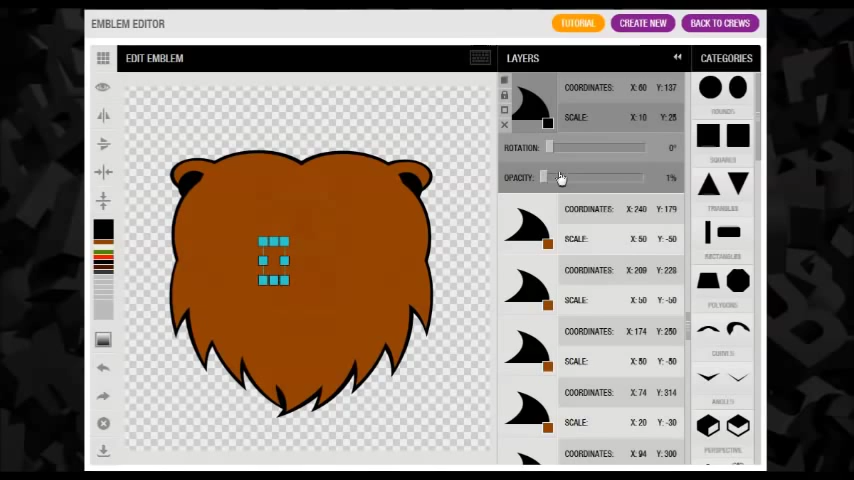 EMBLEM EDITOR
TUTORIAL
CREATE NEW
BACK TO CREWS
EDIT EMBLEM
LAYERS
CATEGORIES
COORDINATES: X: 60 Y: 137
SCALE: X: 10 Y: 25
ROTATION: 0°
OPACITY: 1%
COORDINATES: X: 240 Y: 179
SCALE: X: 50 Y: -50
COORDINATES: X: 209 Y: 228
SCALE: X: 50 Y: -50
COORDINATES: X: 174 Y: 250
SCALE: X: 50 Y: -50
COORDINATES: X: 74 Y: 314
SCALE: X: 20 Y: -30
COORDINATES: X: 94 Y: 300
ROUNDS
SQUARES
TRIANGLES
RECTANGLES
POLYGONS
CURVES
ANGLES
PERSPECTIVE